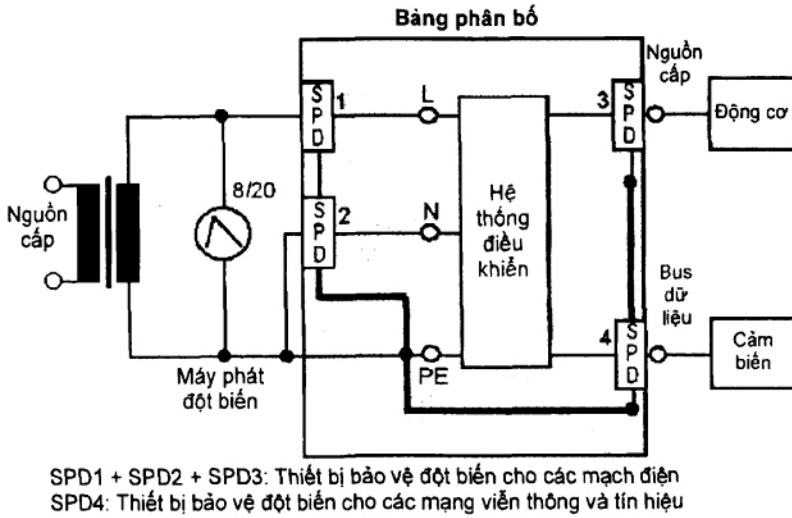 Bảng phân bố
Nguồn
cấp
SPD
1
L
3
SPD
Động cơ
8/20
Nguồn
cấp
SPD
2
N
Hệ
thống
điều
khiển
Bus
dữ
liệu
4
SPD
Cảm
biến
PE
Máy phát
đột biến
SPD1 + SPD2 + SPD3: Thiết bị bảo vệ đột biến cho các mạch điện
SPD4: Thiết bị bảo vệ đột biến cho các mạng viễn thông và tín hiệu